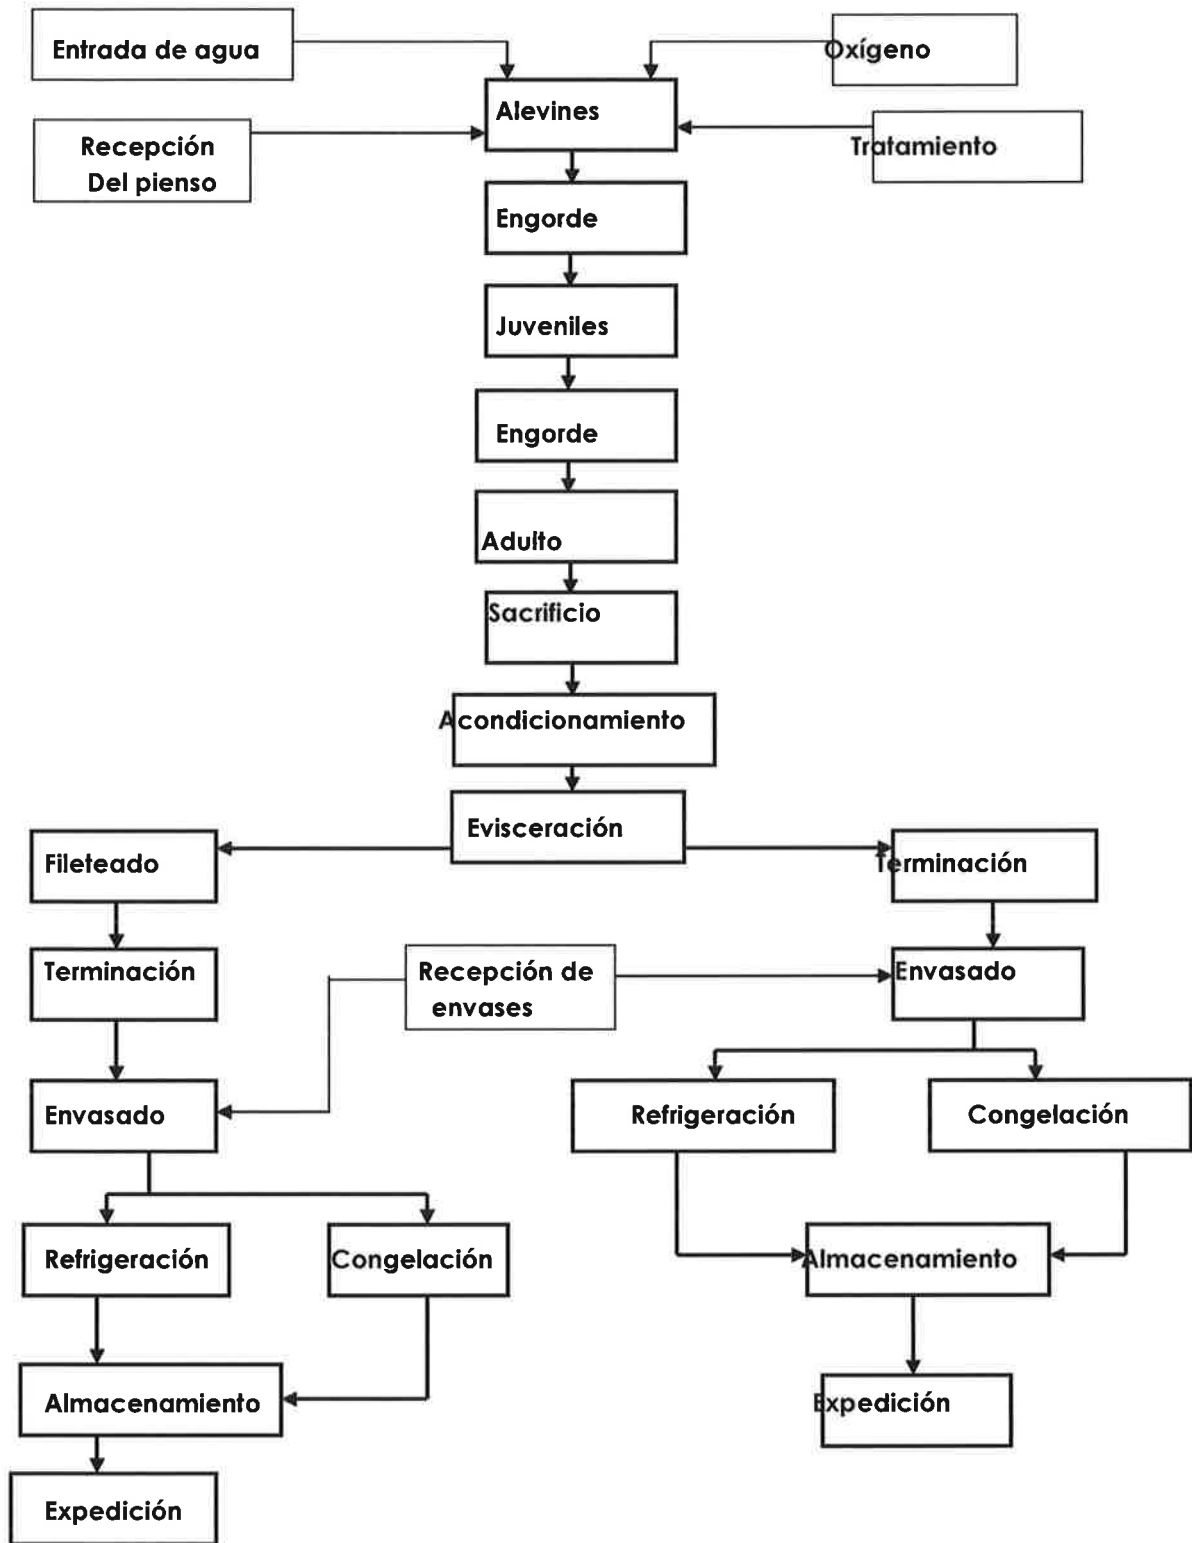 Entrada de agua
Oxígeno
Alevines
Recepción
Del pienso
Tratamiento
Engorde
Juveniles
Engorde
Adulto
Sacrificio
Acondicionamiento
Evisceración
Fileteado
Terminación
Terminación
Recepción de
envases
Envasado
Envasado
Refrigeración
Congelación
Refrigeración
Congelación
Almacenamiento
Almacenamiento
Expedición
Expedición